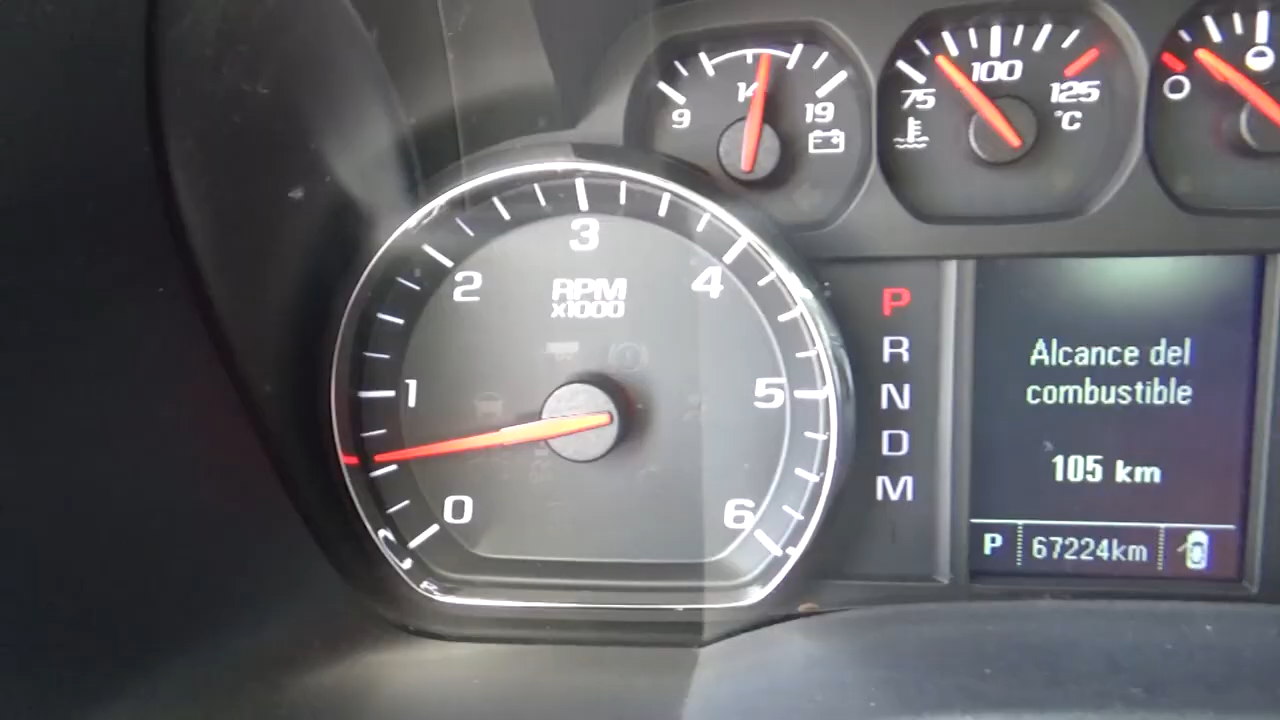 9 14 19
75 100 125
°C
0 1 2 3 4 5 6
RPM
x1000
P
R
N
D
M
Alcance del
combustible
105 km
P 67224km